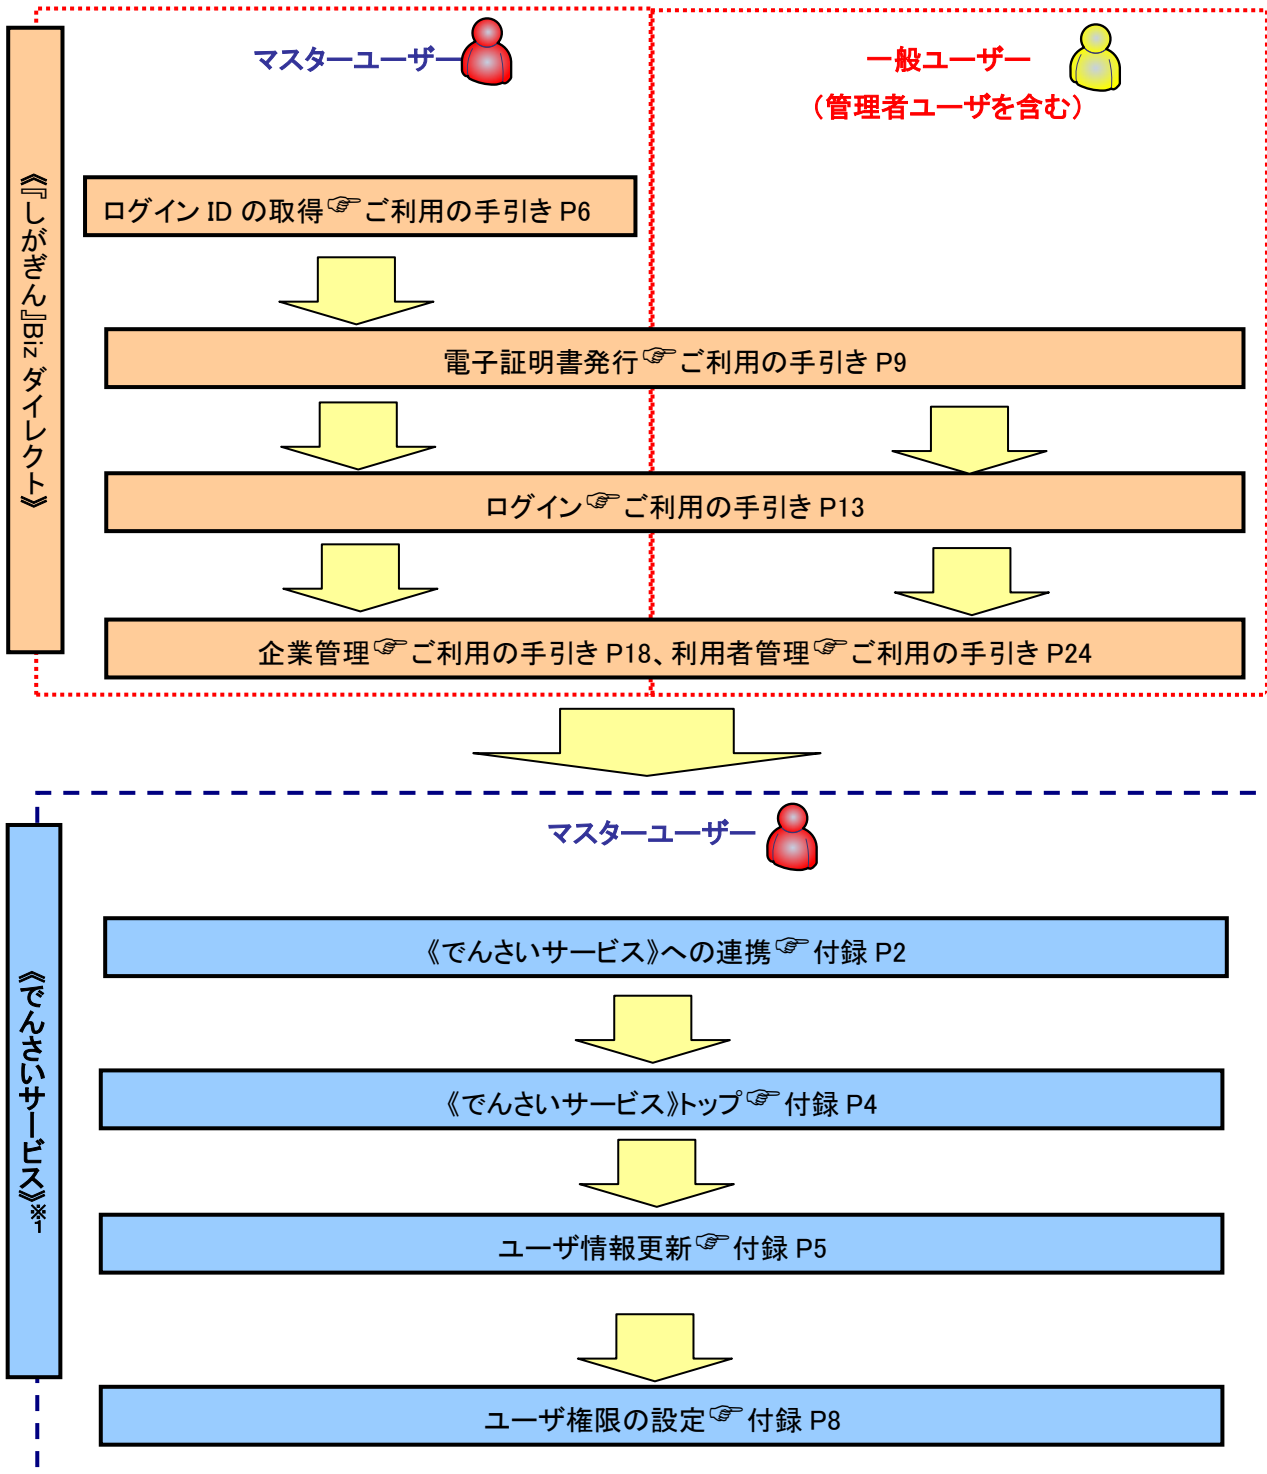 マスターユーザー
一般ユーザー
（管理者ユーザを含む）
《『しがぎん』Biz ダイレクト》
ログイン ID の取得☞ご利用の手引き P6
電子証明書発行☞ご利用の手引き P9
ログイン☞ご利用の手引き P13
企業管理☞ご利用の手引き P18、利用者管理☞ご利用の手引き P24
マスターユーザー
《でんさいサービス》※1
《でんさいサービス》への連携☞付録 P2
《でんさいサービス》トップ☞付録 P4
ユーザ情報更新☞付録 P5
ユーザ権限の設定☞付録 P8